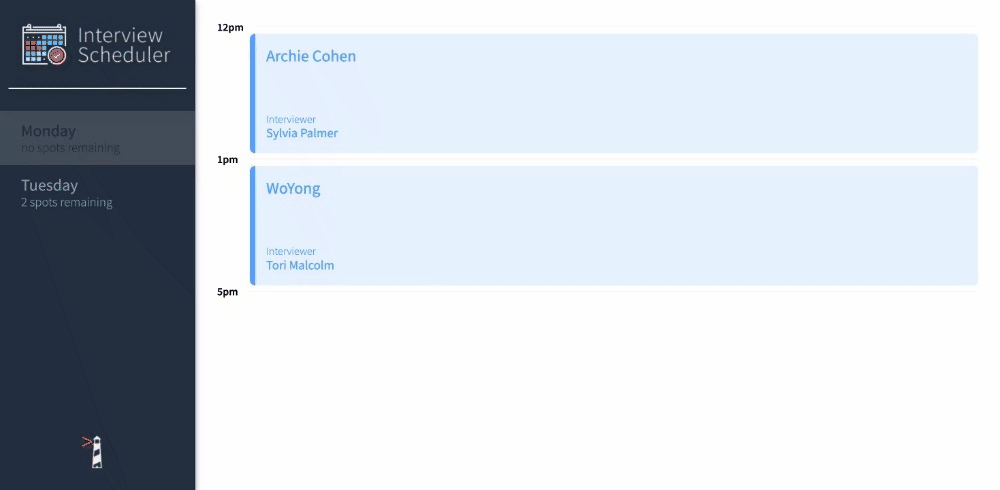 Interview
Scheduler
Monday
no spots remaining
Tuesday
2 spots remaining
12pm
Archie Cohen
Interviewer
Sylvia Palmer
1pm
WoYong
Interviewer
Tori Malcolm
5pm